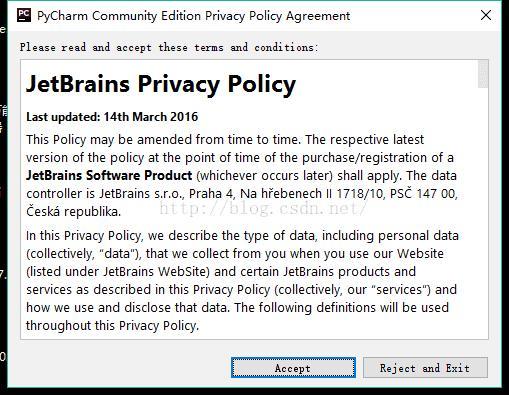 PyCharm Community Edition Privacy Policy Agreement
Please read and accept these terms and conditions:
JetBrains Privacy Policy
Last updated: 14th March 2016
This Policy may be amended from time to time. The respective latest
version of the policy at the point of time of the purchase/registration of a
JetBrains Software Product (whichever occurs later) shall apply. The data
controller is JetBrains s.r.o., Praha 4, Na hřebenech II 1718/10, PSČ 147 00,
Česká republika.
http://blog.csdn.net/
In this Privacy Policy, we describe the type of data, including personal data
(collectively, “data”), that we collect from you when you use our Website
(listed under JetBrains WebSite) and certain JetBrains products and
services as described in this Privacy Policy (collectively, our “services”) and
how we use and disclose that data. The following definitions will be used
throughout this Privacy Policy.
Accept
Reject and Exit